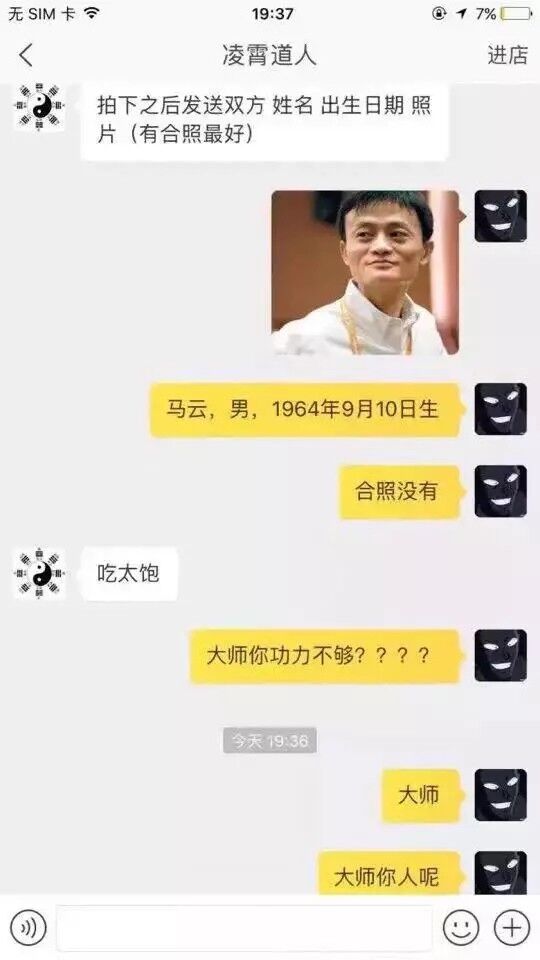 无 SIM 卡 19:37 7%
凌霄道人 进店
拍下之后发送双方 姓名 出生日期 照
片（有合照最好）
马云，男，1964年9月10日生
合照没有
吃太饱
大师你功力不够？？？？
今天 19:36
大师
大师你人呢